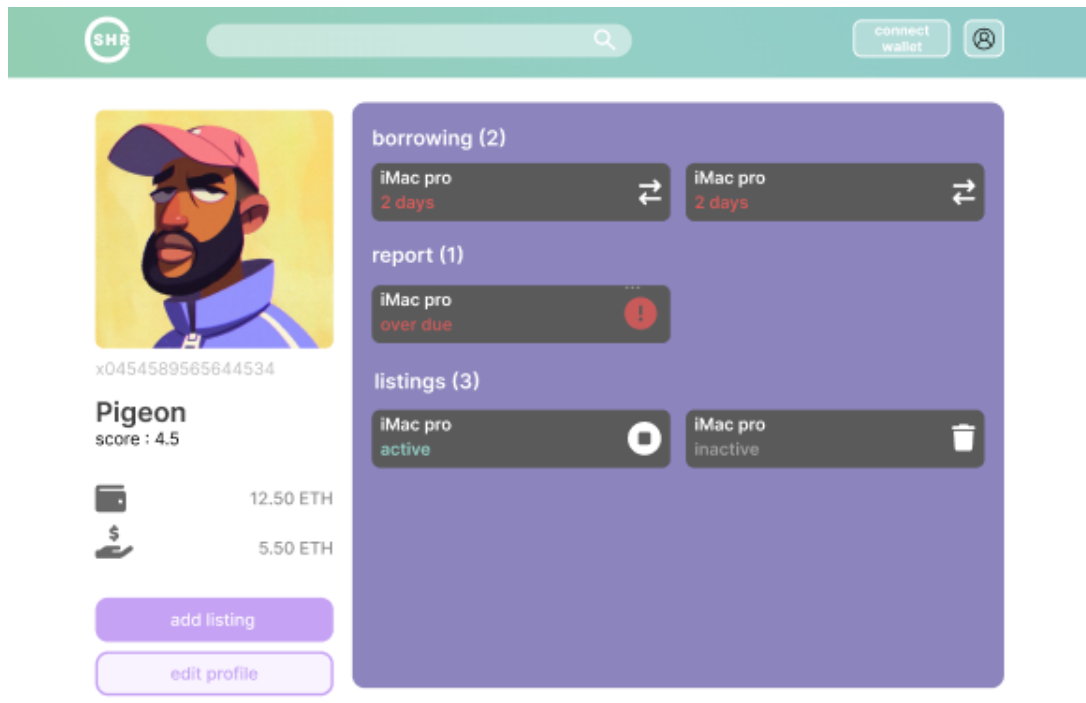 SHR
connect
wallet
x0454589565644534
Pigeon
score : 4.5
12.50 ETH
$
5.50 ETH
add listing
edit profile
borrowing (2)
iMac pro
2 days
iMac pro
2 days
report (1)
iMac pro
over due
listings (3)
iMac pro
active
iMac pro
inactive